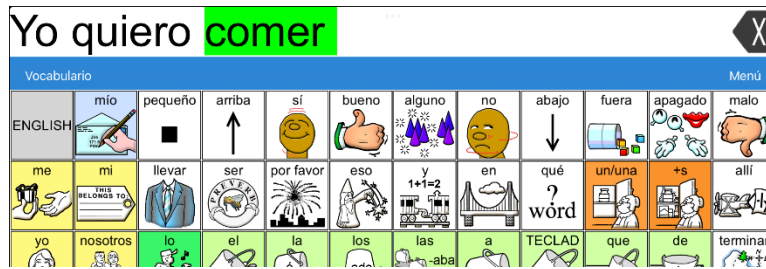 Yo quiero comer
X
Vocabulario Menú
mío pequeño arriba sí bueno alguno no abajo fuera apagado malo
ENGLISH
me mi llevar ser por favor eso y en qué un/una +s allí
THIS BELONGS TO
PREVERB
1+1=2
?
word
yo nosotros lo el la los las a TECLAD que de terminar
-aba